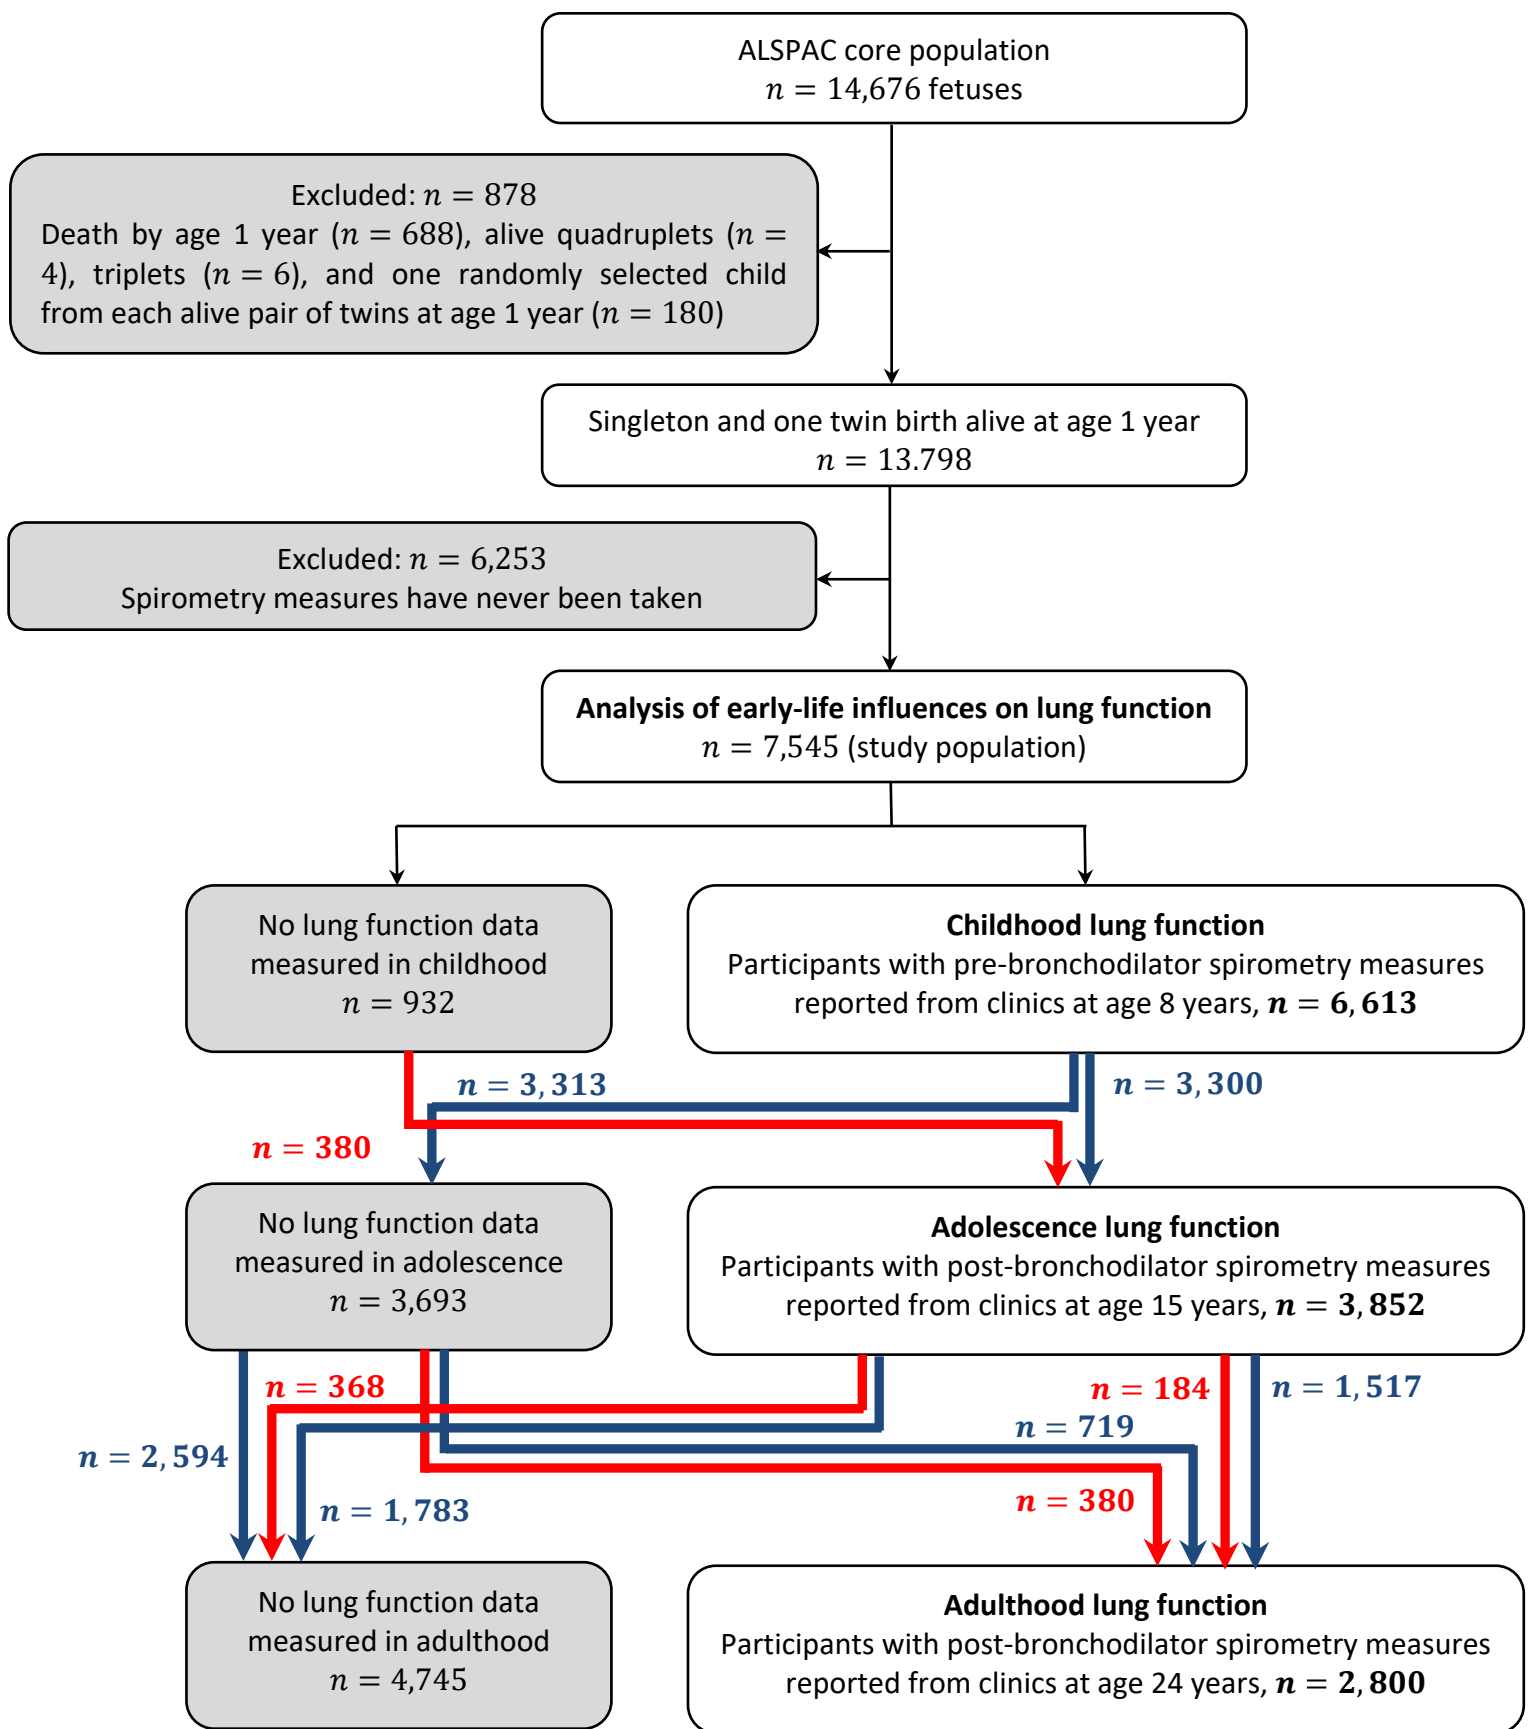 ALSPAC core population
n = 14,676 fetuses
Excluded: n = 878
Death by age 1 year (n = 688), alive quadruplets (n =
4), triplets (n = 6), and one randomly selected child
from each alive pair of twins at age 1 year (n = 180)
Singleton and one twin birth alive at age 1 year
n = 13.798
Excluded: n = 6,253
Spirometry measures have never been taken
Analysis of early-life influences on lung function
n = 7,545 (study population)
No lung function data
measured in childhood
n = 932
Childhood lung function
Participants with pre-bronchodilator spirometry measures
reported from clinics at age 8 years, n = 6,613
n = 3,313
n = 3,300
n = 380
No lung function data
measured in adolescence
n = 3,693
Adolescence lung function
Participants with post-bronchodilator spirometry measures
reported from clinics at age 15 years, n = 3,852
n = 368
n = 184
n = 1,517
n = 719
n = 2,594
n = 380
n = 1,783
No lung function data
measured in adulthood
n = 4,745
Adulthood lung function
Participants with post-bronchodilator spirometry measures
reported from clinics at age 24 years, n = 2,800